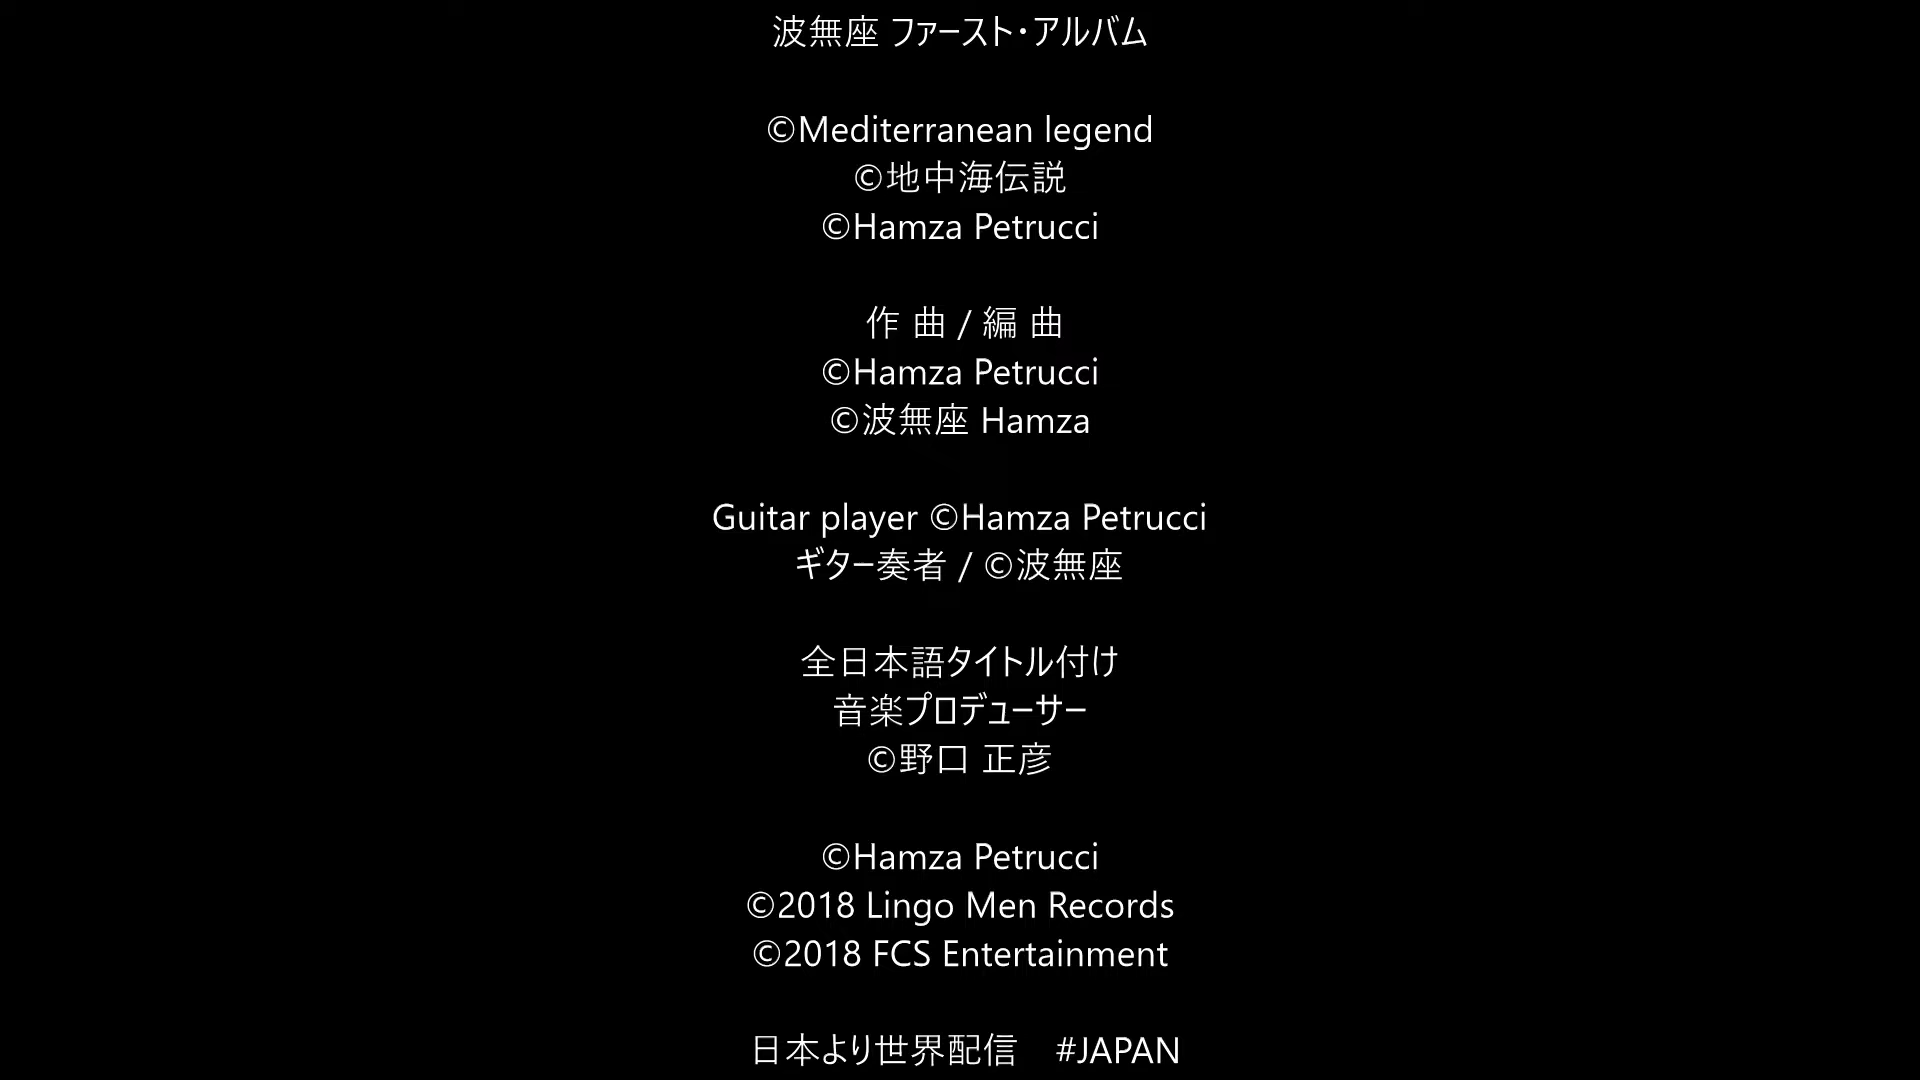 波無座 ファースト・アルバム
©Mediterranean legend
©地中海伝説
©Hamza Petrucci
作 曲 / 編 曲
©Hamza Petrucci
©波無座 Hamza
Guitar player ©Hamza Petrucci
ギター奏者 / ©波無座
全日本語タイトル付け
音楽プロデューサー
©野口 正彦
©Hamza Petrucci
©2018 Lingo Men Records
©2018 FCS Entertainment
日本より世界配信　#JAPAN